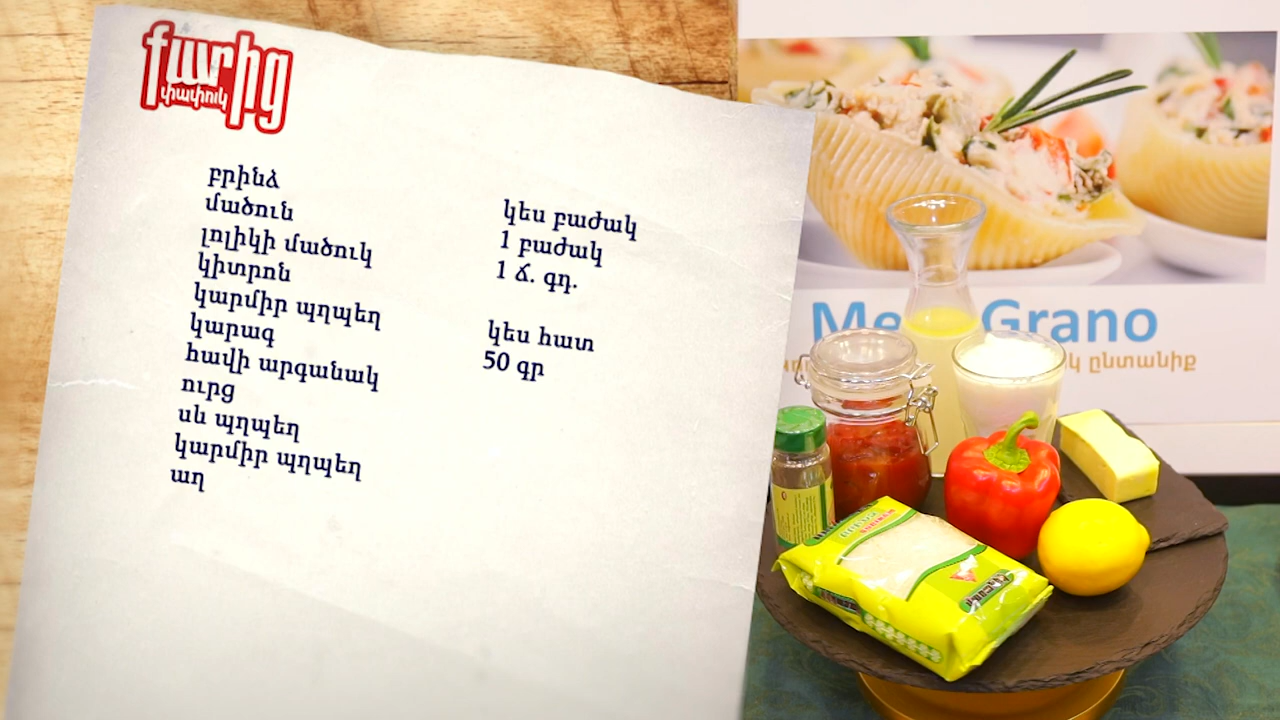 քարից
փափուկ
բրինձ
մածուն կես բաժակ
լոլիկի մածուկ 1 բաժակ
կիտրոն 1 ճ. գդ.
կարմիր պղպեղ
կարագ կես հատ
հավի արգանակ 50 գր
ուրց
սև պղպեղ
կարմիր պղպեղ
աղ
Grano
ընտանիք